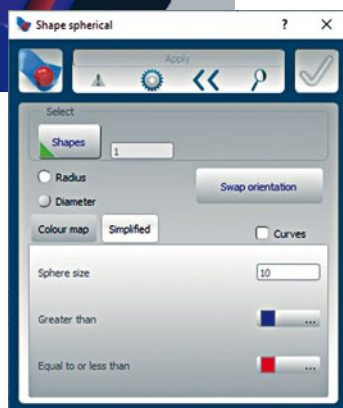 Shape spherical ? ×
Apply
Select
Shapes 1
Radius
Swap orientation
Diameter
Colour map Simplified Curves
Sphere size 10
Greater than ...
Equal to or less than ...